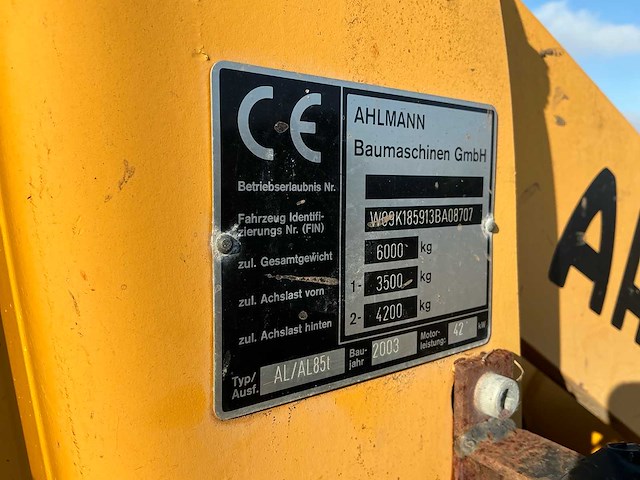 CE
AHLMANN
Baumaschinen GmbH
Betriebserlaubnis Nr.
Fahrzeug Identifi-
zierungs Nr. (FIN) W09K185913BA08707
zul. Gesamtgewicht 6000 kg
zul. Achslast vorn 1- 3500 kg
zul. Achslast hinten 2- 4200 kg
Typ/
Ausf. AL/AL85t
Bau-
jahr 2003
Motor-
leistung: 42 kW
A